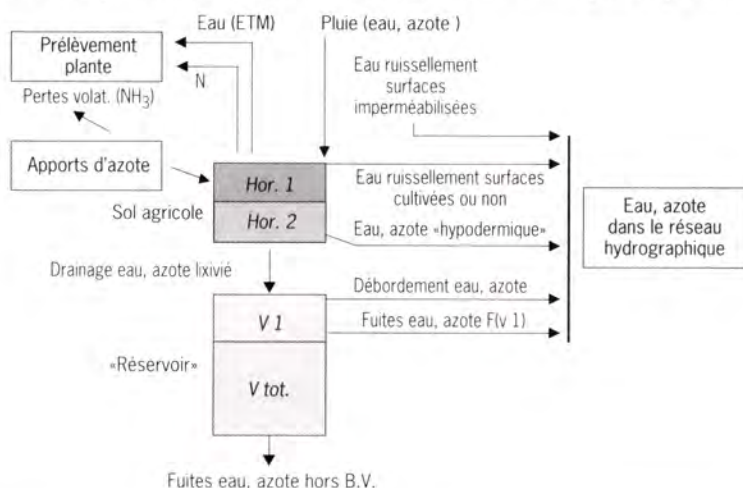 Eau (ETM)
Pluie (eau, azote )
Prélèvement
plante
N
Pertes volat. (NH3)
Eau ruissellement
surfaces
imperméabilisées
Apports d'azote
Hor. 1
Sol agricole
Hor. 2
Eau ruissellement surfaces
cultivées ou non
Eau, azote «hypodermique»
Eau, azote
dans le réseau
hydrographique
Drainage eau, azote lixivié
Débordement eau, azote
V 1
Fuites eau, azote F(v 1)
«Réservoir»
V tot.
Fuites eau, azote hors B.V.